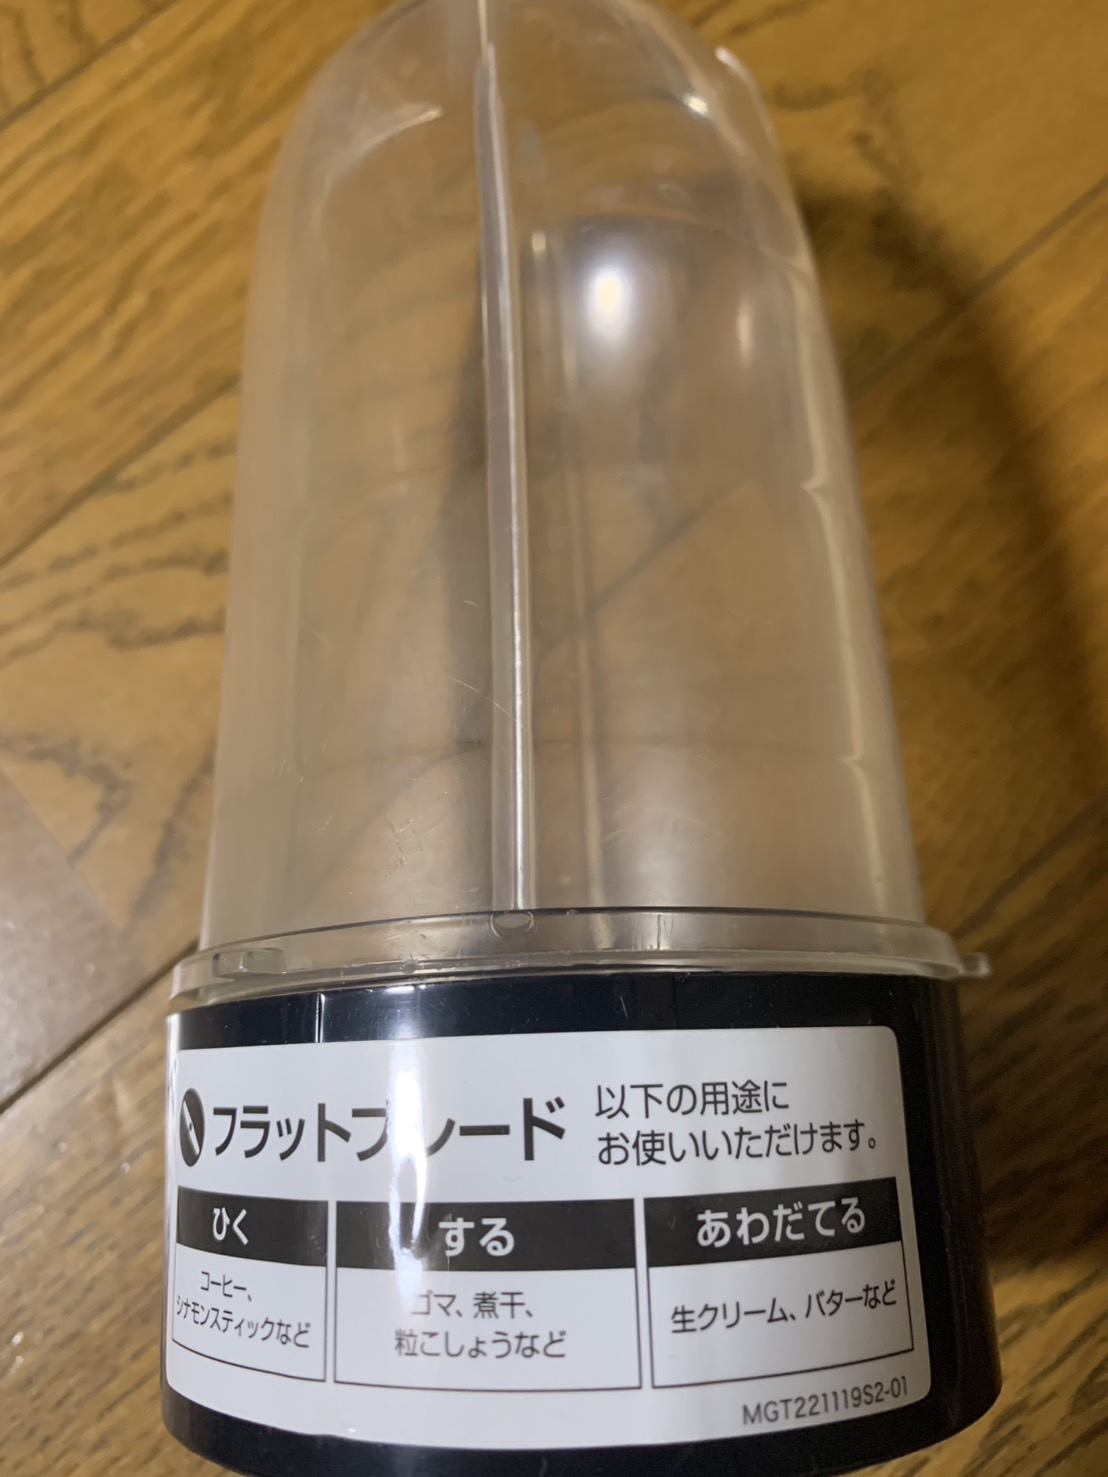 フラットブレード
以下の用途に
お使いいただけます。
ひく
コーヒー、
シナモンスティックなど
する
ゴマ、煮干、
粒こしょうなど
あわだてる
生クリーム、バターなど
MGT221119S2-01